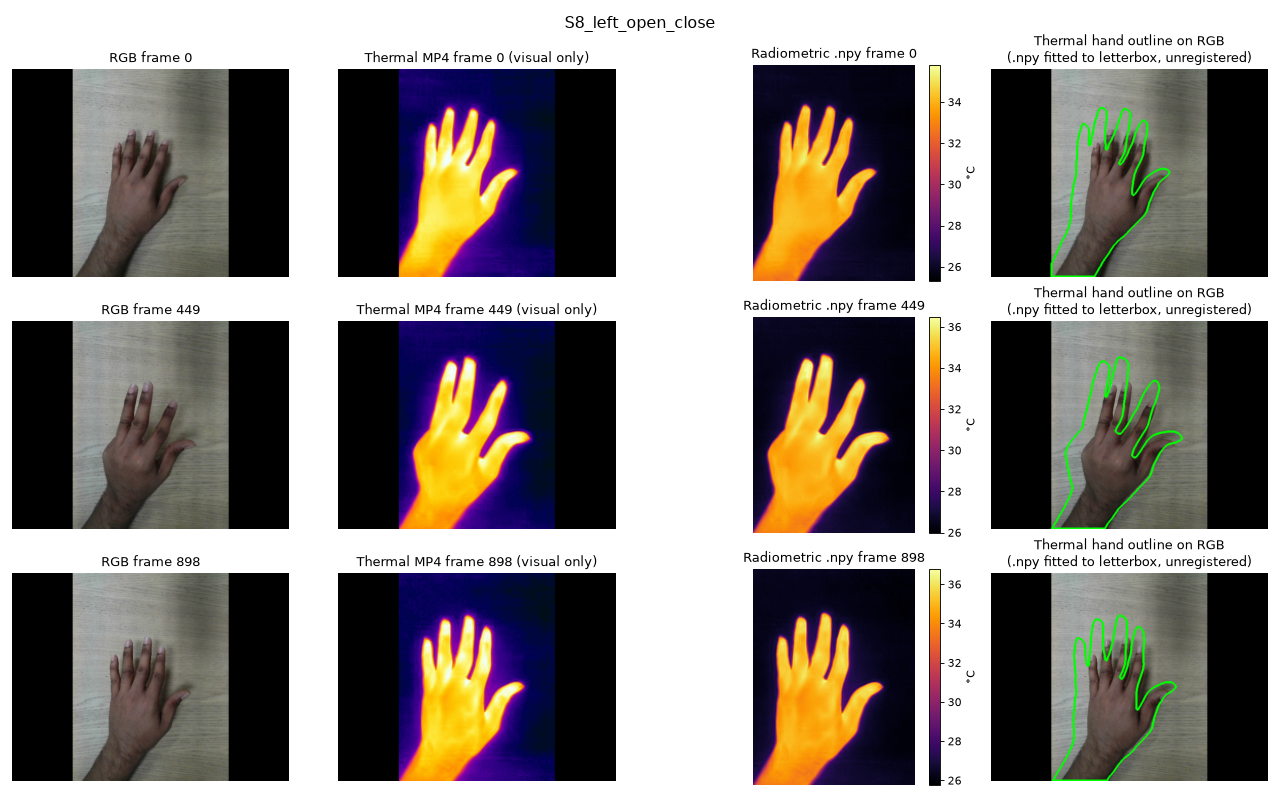 S8_left_open_close
RGB frame 0
Thermal MP4 frame 0 (visual only)
Radiometric .npy frame 0
Thermal hand outline on RGB
(.npy fitted to letterbox, unregistered)
34
32
30
28
26
°C
RGB frame 449
Thermal MP4 frame 449 (visual only)
Radiometric .npy frame 449
Thermal hand outline on RGB
(.npy fitted to letterbox, unregistered)
36
34
32
30
28
26
°C
RGB frame 898
Thermal MP4 frame 898 (visual only)
Radiometric .npy frame 898
Thermal hand outline on RGB
(.npy fitted to letterbox, unregistered)
36
34
32
30
28
26
°C